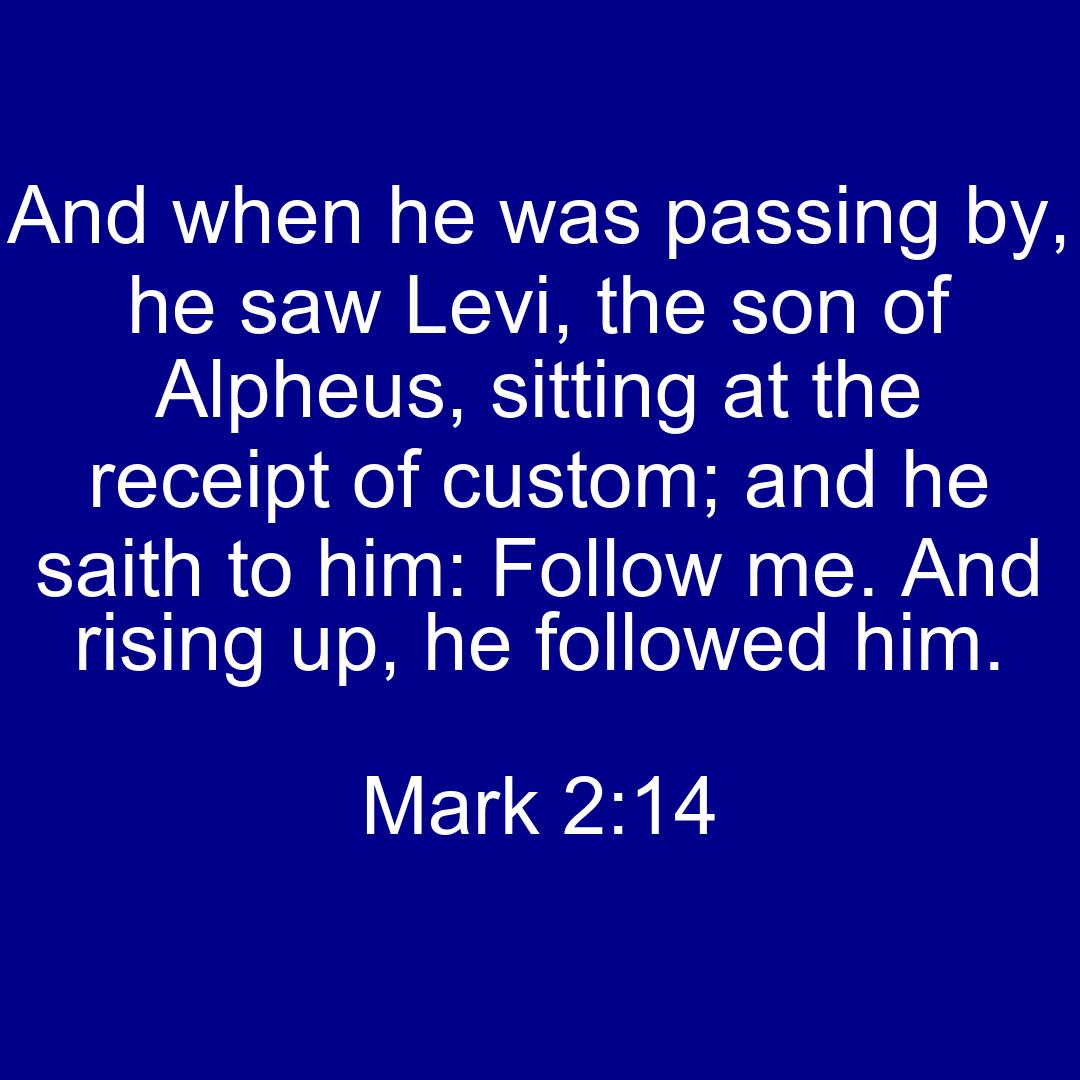 And when he was passing by,
he saw Levi, the son of
Alpheus, sitting at the
receipt of custom; and he
saith to him: Follow me. And
rising up, he followed him.
Mark 2:14